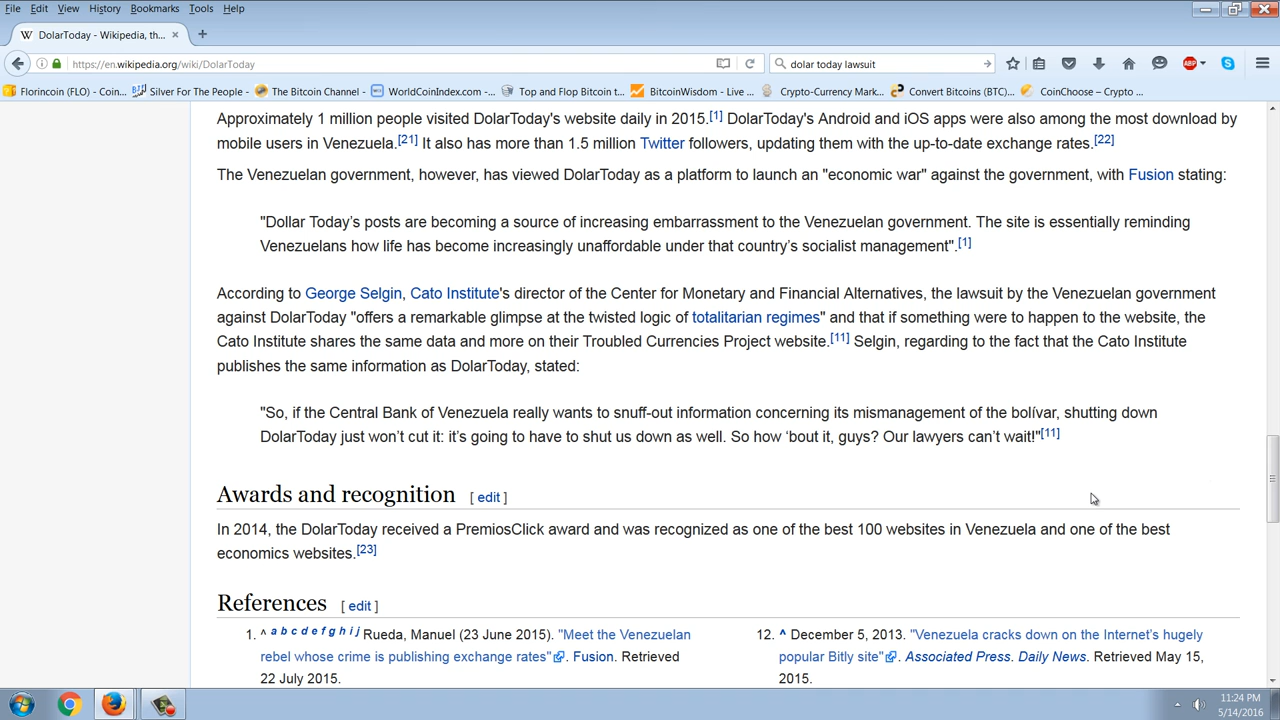 File Edit View History Bookmarks Tools Help
W DolarToday - Wikipedia, th... × +
https://en.wikipedia.org/wiki/DolarToday dolar today lawsuit ABP
Florincoin (FLO) - Coin... Silver For The People - The Bitcoin Channel - WorldCoinIndex.com -... Top and Flop Bitcoin t... BitcoinWisdom - Live ... Crypto-Currency Mark... Convert Bitcoins (BTC)... CoinChoose – Crypto ...
Approximately 1 million people visited DolarToday's website daily in 2015.[1] DolarToday's Android and iOS apps were also among the most download by
mobile users in Venezuela.[21] It also has more than 1.5 million Twitter followers, updating them with the up-to-date exchange rates.[22]
The Venezuelan government, however, has viewed DolarToday as a platform to launch an "economic war" against the government, with Fusion stating:
"Dollar Today's posts are becoming a source of increasing embarrassment to the Venezuelan government. The site is essentially reminding
Venezuelans how life has become increasingly unaffordable under that country's socialist management".[1]
According to George Selgin, Cato Institute's director of the Center for Monetary and Financial Alternatives, the lawsuit by the Venezuelan government
against DolarToday "offers a remarkable glimpse at the twisted logic of totalitarian regimes" and that if something were to happen to the website, the
Cato Institute shares the same data and more on their Troubled Currencies Project website.[11] Selgin, regarding to the fact that the Cato Institute
publishes the same information as DolarToday, stated:
"So, if the Central Bank of Venezuela really wants to snuff-out information concerning its mismanagement of the bolívar, shutting down
DolarToday just won't cut it: it's going to have to shut us down as well. So how 'bout it, guys? Our lawyers can't wait!"[11]
Awards and recognition [ edit ]
In 2014, the DolarToday received a PremiosClick award and was recognized as one of the best 100 websites in Venezuela and one of the best
economics websites.[23]
References [ edit ]
1. ^ a b c d e f g h i j Rueda, Manuel (23 June 2015). "Meet the Venezuelan
rebel whose crime is publishing exchange rates". Fusion. Retrieved
22 July 2015.
12. ^ December 5, 2013. "Venezuela cracks down on the Internet's hugely
popular Bitly site". Associated Press. Daily News. Retrieved May 15,
2015.
11:24 PM
5/14/2016